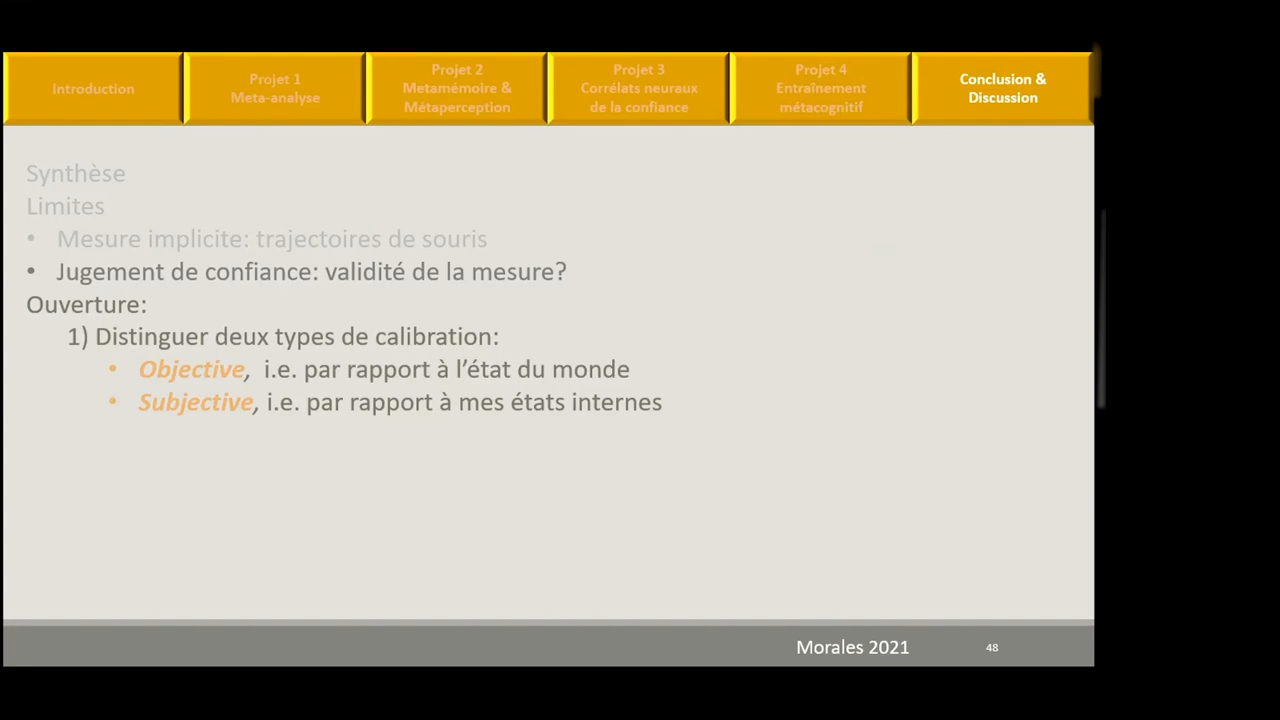 Introduction
Projet 1
Meta-analyse
Projet 2
Metamémoire &
Métaperception
Projet 3
Corrélats neuraux
de la confiance
Projet 4
Entraînement
métacognitif
Conclusion &
Discussion
Synthèse
Limites
• Mesure implicite: trajectoires de souris
• Jugement de confiance: validité de la mesure?
Ouverture:
1) Distinguer deux types de calibration:
• Objective, i.e. par rapport à l’état du monde
• Subjective, i.e. par rapport à mes états internes
Morales 2021
48